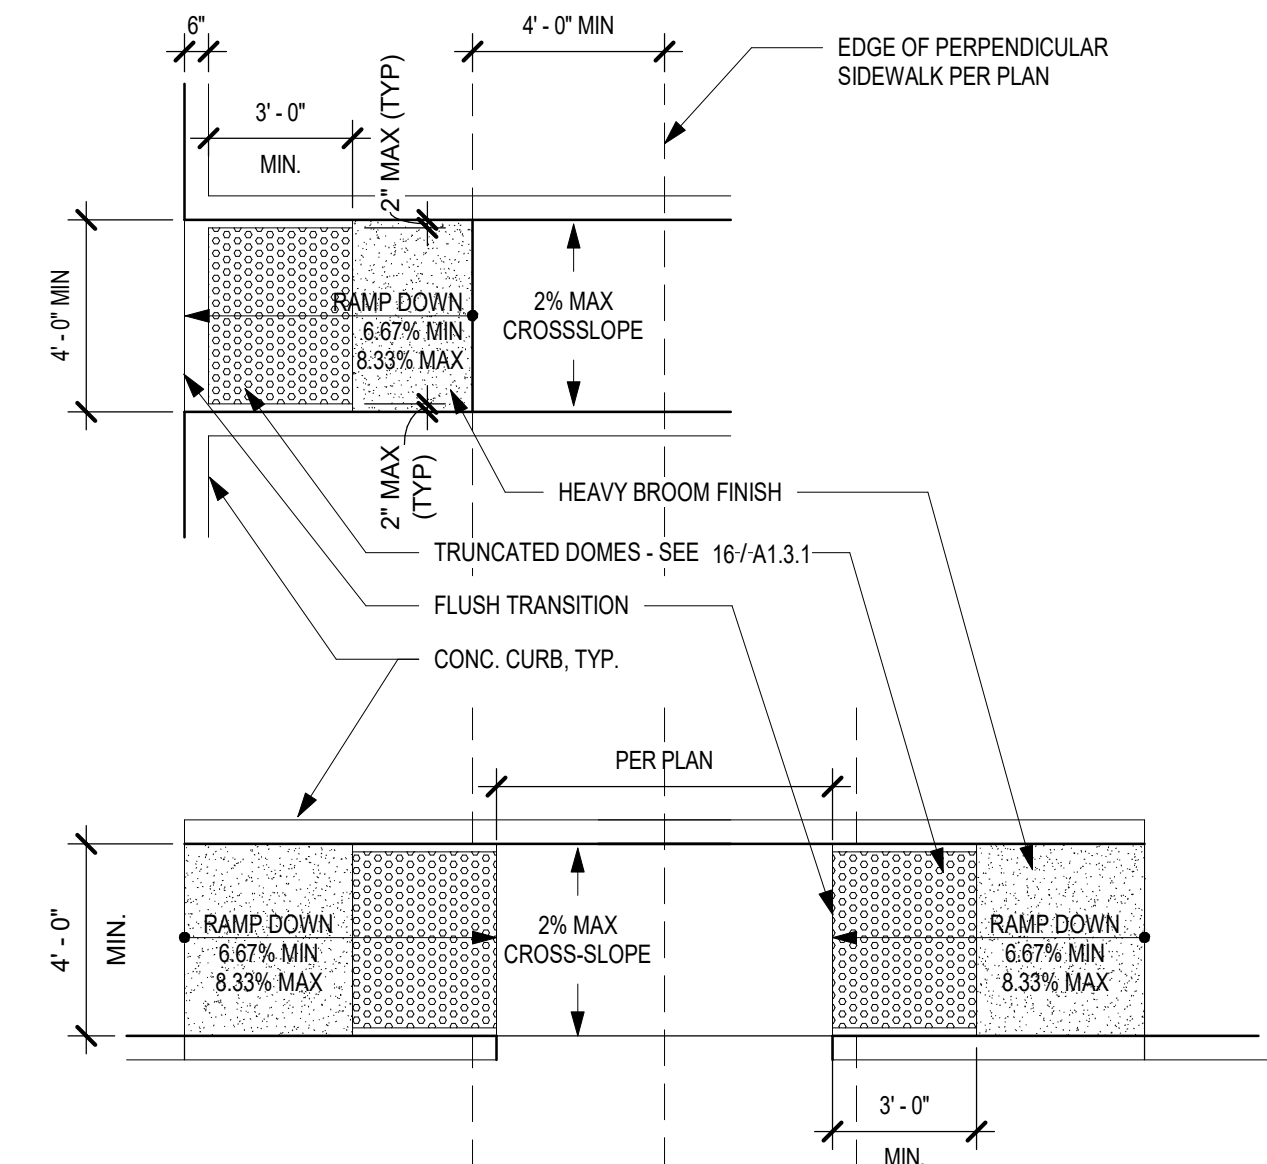 6"
4' - 0" MIN
EDGE OF PERPENDICULAR
SIDEWALK PER PLAN
3' - 0"
MIN.
2" MAX (TYP)
4' - 0" MIN
RAMP DOWN
6.67% MIN
8.33% MAX
2% MAX
CROSSSLOPE
2" MAX
(TYP)
HEAVY BROOM FINISH
TRUNCATED DOMES - SEE 16-/-A1.3.1
FLUSH TRANSITION
CONC. CURB, TYP.
PER PLAN
4' - 0"
MIN.
RAMP DOWN
6.67% MIN
8.33% MAX
2% MAX
CROSS-SLOPE
RAMP DOWN
6.67% MIN
8.33% MAX
3' - 0"
MIN.